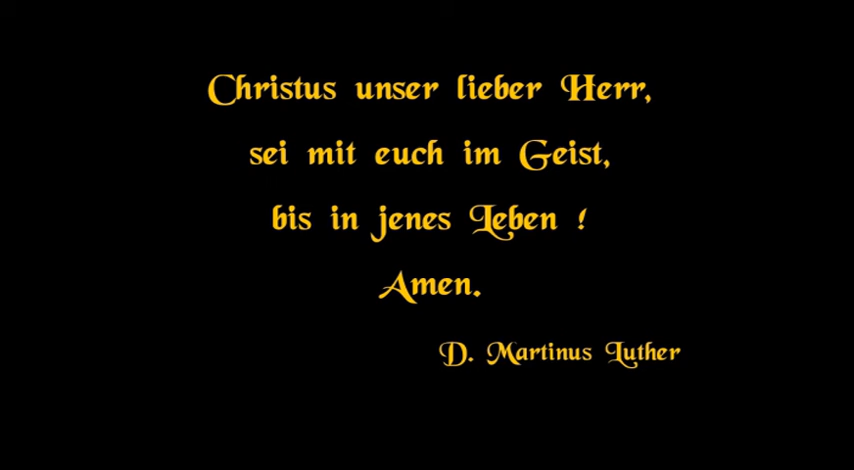 Christus unser lieber Herr,
sei mit euch im Geist,
bis in jenes Leben !
Amen.
D. Martinus Luther